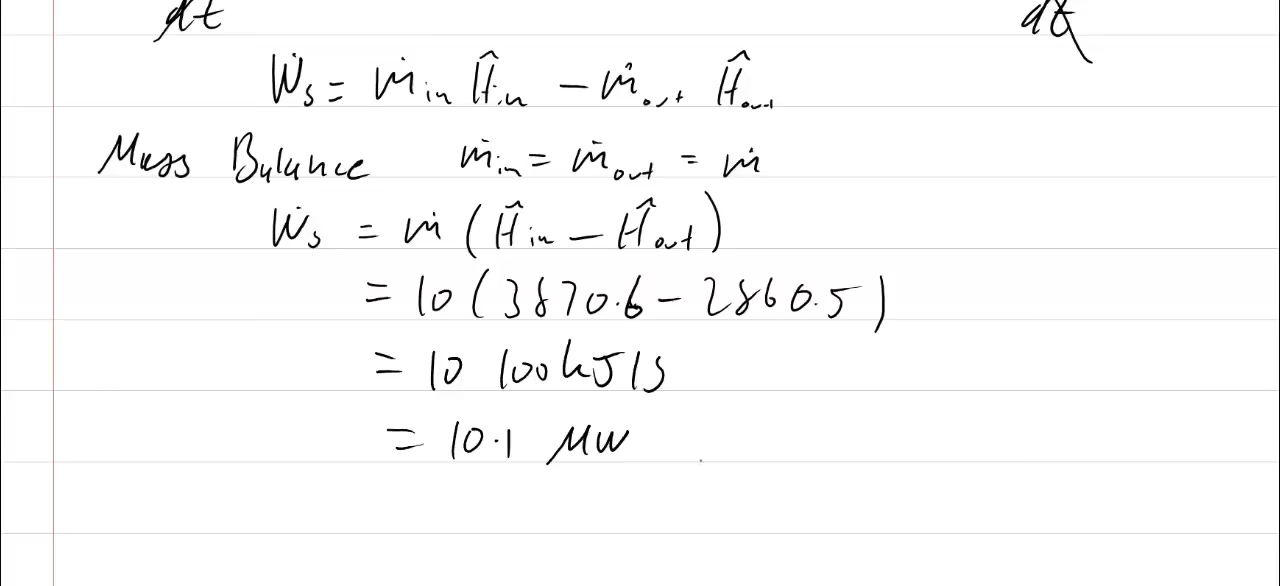 dt dt
Ẇs = ṁin Ĥin − ṁout Ĥout
Mass Balance ṁin = ṁout = ṁ
Ẇs = ṁ (Ĥin − Ĥout)
= 10 (3870.6 − 2860.5)
= 10 100 kJ/s
= 10.1 MW